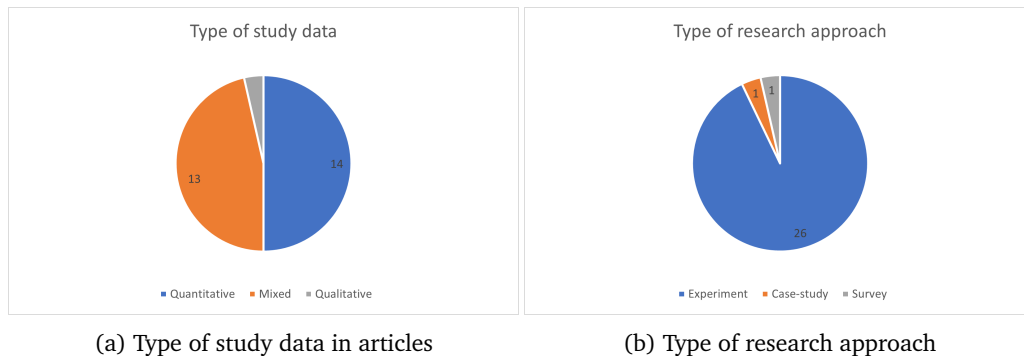 Type of study data
14
13
Quantitative Mixed Qualitative
(a) Type of study data in articles
Type of research approach
1 1
26
Experiment Case-study Survey
(b) Type of research approach